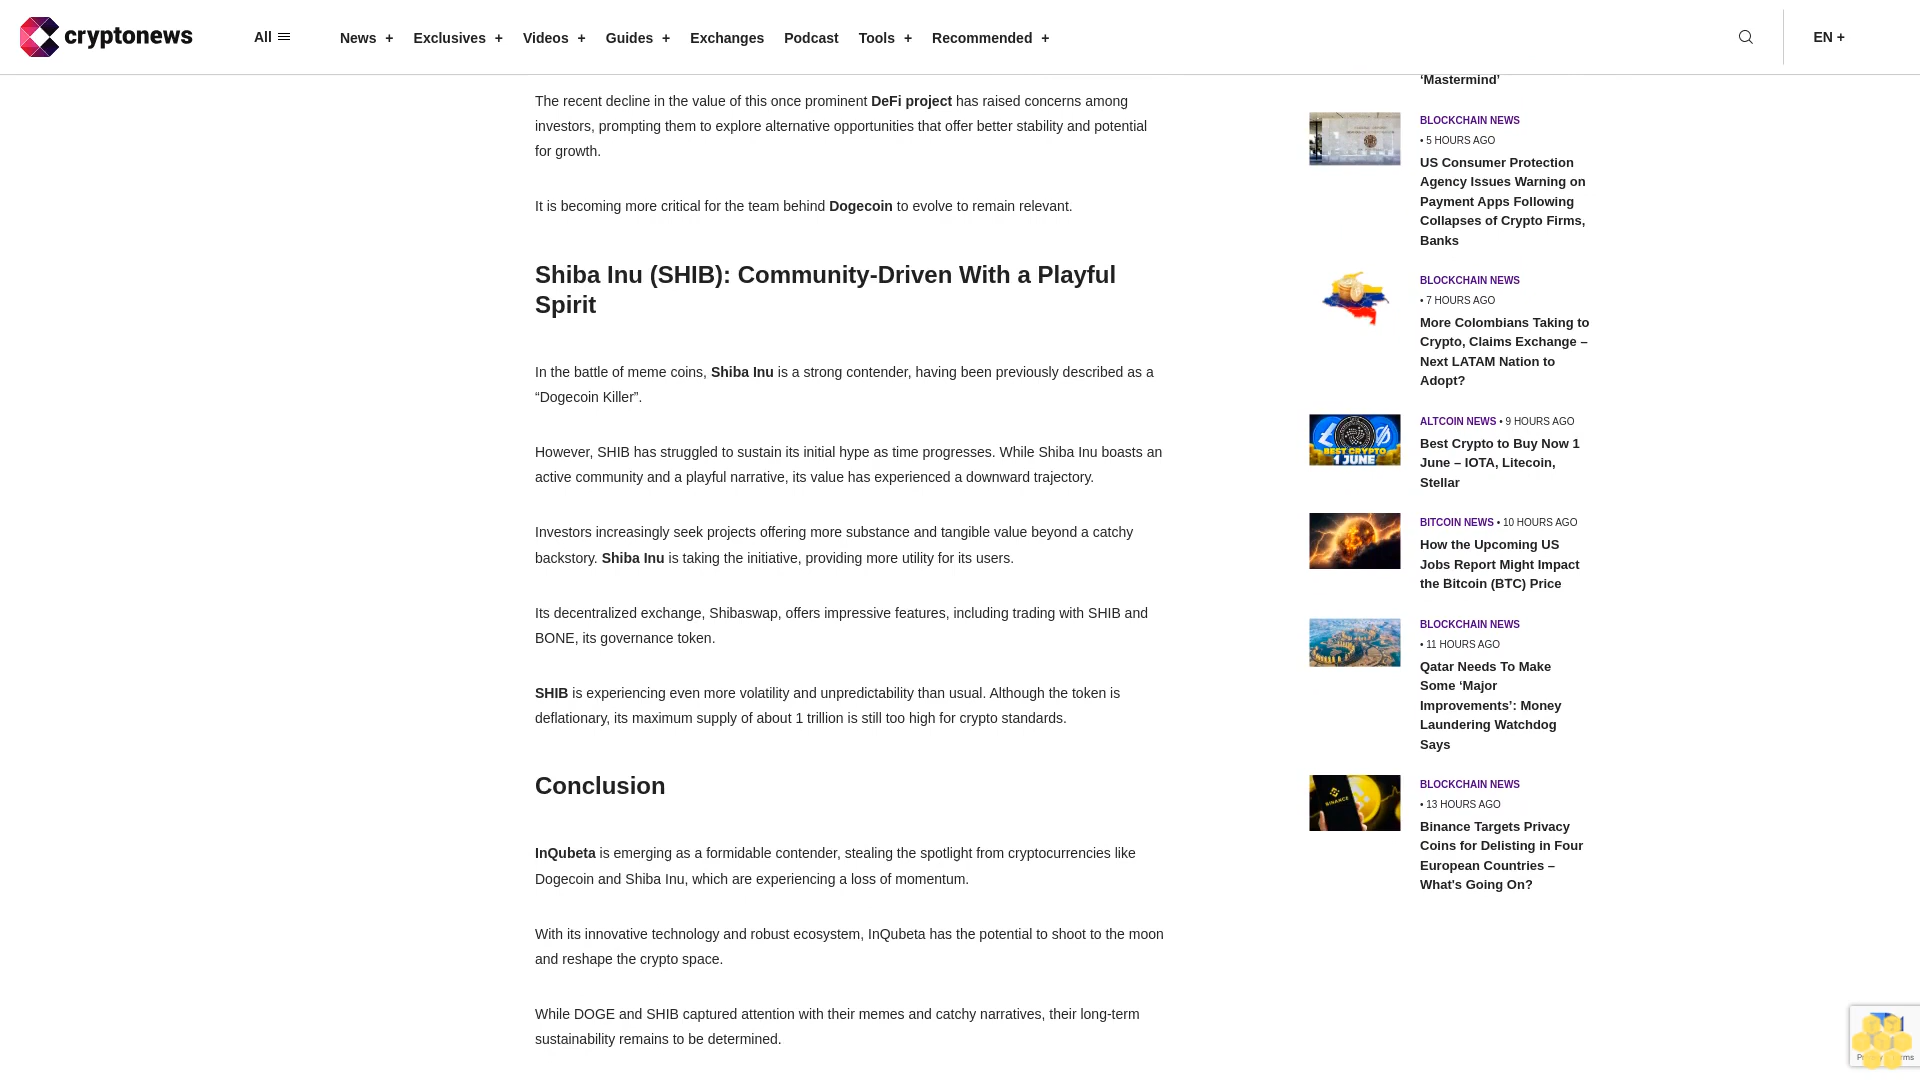 cryptonews
All
News +
Exclusives +
Videos +
Guides +
Exchanges
Podcast
Tools +
Recommended +
EN +
The recent decline in the value of this once prominent DeFi project has raised concerns among
investors, prompting them to explore alternative opportunities that offer better stability and potential
for growth.
It is becoming more critical for the team behind Dogecoin to evolve to remain relevant.
Shiba Inu (SHIB): Community-Driven With a Playful
Spirit
In the battle of meme coins, Shiba Inu is a strong contender, having been previously described as a
“Dogecoin Killer”.
However, SHIB has struggled to sustain its initial hype as time progresses. While Shiba Inu boasts an
active community and a playful narrative, its value has experienced a downward trajectory.
Investors increasingly seek projects offering more substance and tangible value beyond a catchy
backstory. Shiba Inu is taking the initiative, providing more utility for its users.
Its decentralized exchange, Shibaswap, offers impressive features, including trading with SHIB and
BONE, its governance token.
SHIB is experiencing even more volatility and unpredictability than usual. Although the token is
deflationary, its maximum supply of about 1 trillion is still too high for crypto standards.
Conclusion
InQubeta is emerging as a formidable contender, stealing the spotlight from cryptocurrencies like
Dogecoin and Shiba Inu, which are experiencing a loss of momentum.
With its innovative technology and robust ecosystem, InQubeta has the potential to shoot to the moon
and reshape the crypto space.
While DOGE and SHIB captured attention with their memes and catchy narratives, their long-term
sustainability remains to be determined.
‘Mastermind’
BLOCKCHAIN NEWS
• 5 HOURS AGO
US Consumer Protection
Agency Issues Warning on
Payment Apps Following
Collapses of Crypto Firms,
Banks
BLOCKCHAIN NEWS
• 7 HOURS AGO
More Colombians Taking to
Crypto, Claims Exchange –
Next LATAM Nation to
Adopt?
BEST CRYPTO
1 JUNE
ALTCOIN NEWS • 9 HOURS AGO
Best Crypto to Buy Now 1
June – IOTA, Litecoin,
Stellar
BITCOIN NEWS • 10 HOURS AGO
How the Upcoming US
Jobs Report Might Impact
the Bitcoin (BTC) Price
BLOCKCHAIN NEWS
• 11 HOURS AGO
Qatar Needs To Make
Some ‘Major
Improvements’: Money
Laundering Watchdog
Says
BINANCE
BLOCKCHAIN NEWS
• 13 HOURS AGO
Binance Targets Privacy
Coins for Delisting in Four
European Countries –
What's Going On?